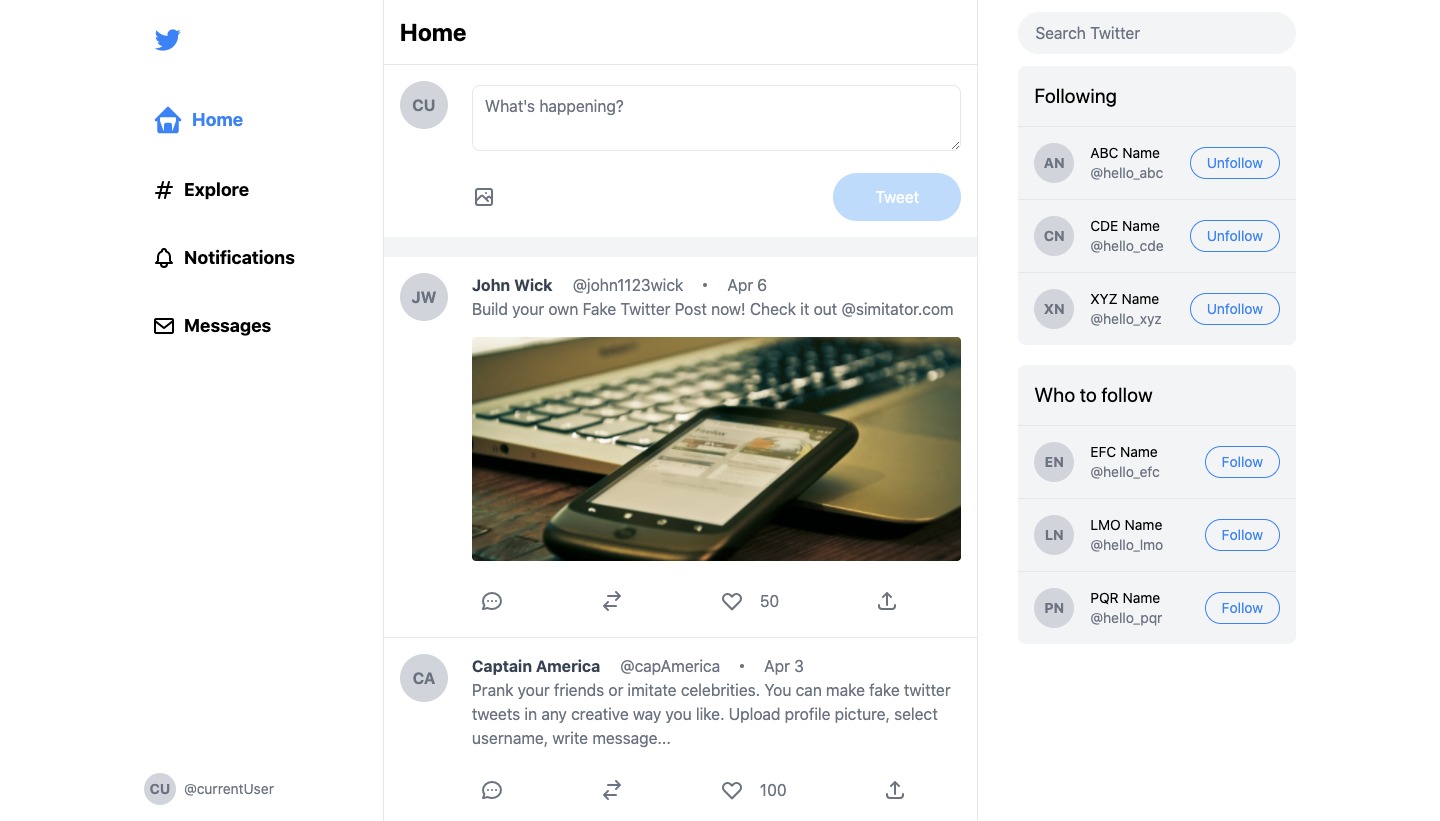 Home
Explore
Notifications
Messages
CU
@currentUser
Home
CU
What's happening?
Tweet
JW
John Wick @john1123wick • Apr 6
Build your own Fake Twitter Post now! Check it out @simitator.com
50
CA
Captain America @capAmerica • Apr 3
Prank your friends or imitate celebrities. You can make fake twitter
tweets in any creative way you like. Upload profile picture, select
username, write message...
100
Search Twitter
Following
AN
ABC Name
@hello_abc
Unfollow
CN
CDE Name
@hello_cde
Unfollow
XN
XYZ Name
@hello_xyz
Unfollow
Who to follow
EN
EFC Name
@hello_efc
Follow
LN
LMO Name
@hello_lmo
Follow
PN
PQR Name
@hello_pqr
Follow